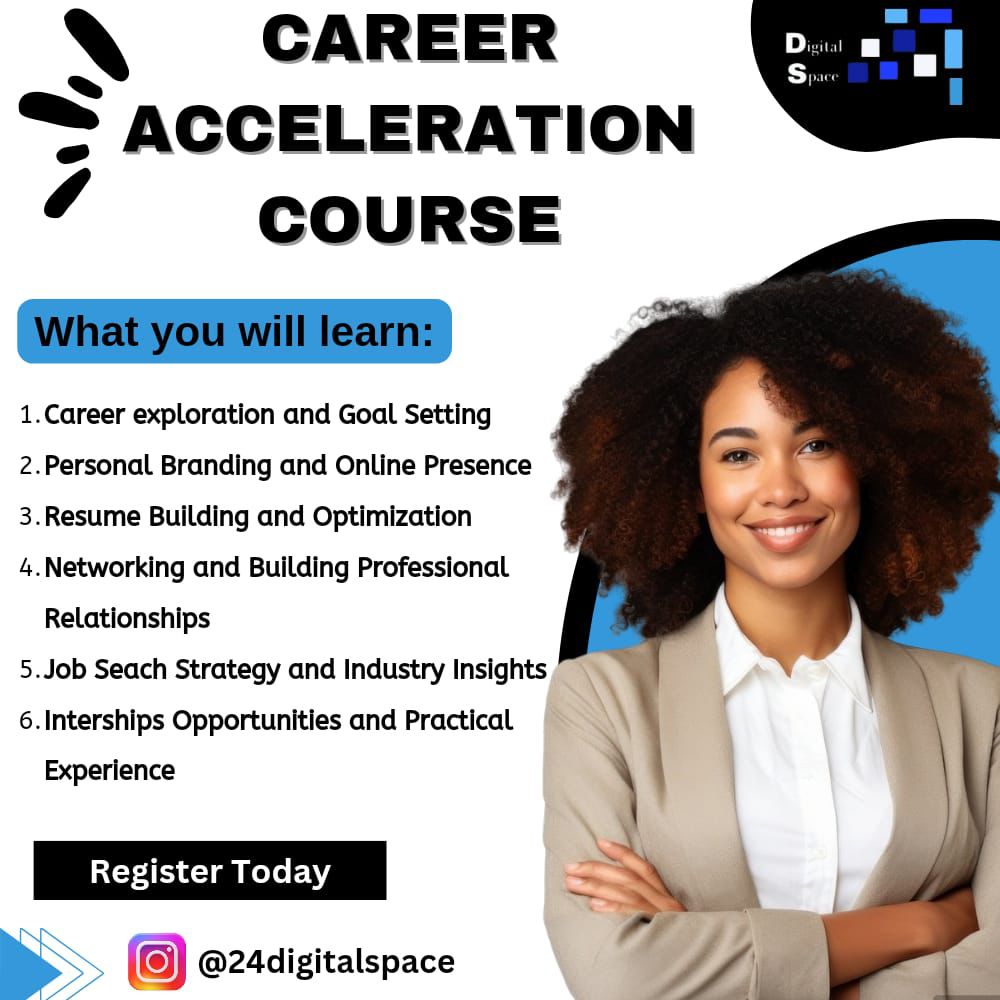 CAREER
ACCELERATION
COURSE
Digital
Space
What you will learn:
1. Career exploration and Goal Setting
2. Personal Branding and Online Presence
3. Resume Building and Optimization
4. Networking and Building Professional
Relationships
5. Job Seach Strategy and Industry Insights
6. Interships Opportunities and Practical
Experience
Register Today
@24digitalspace